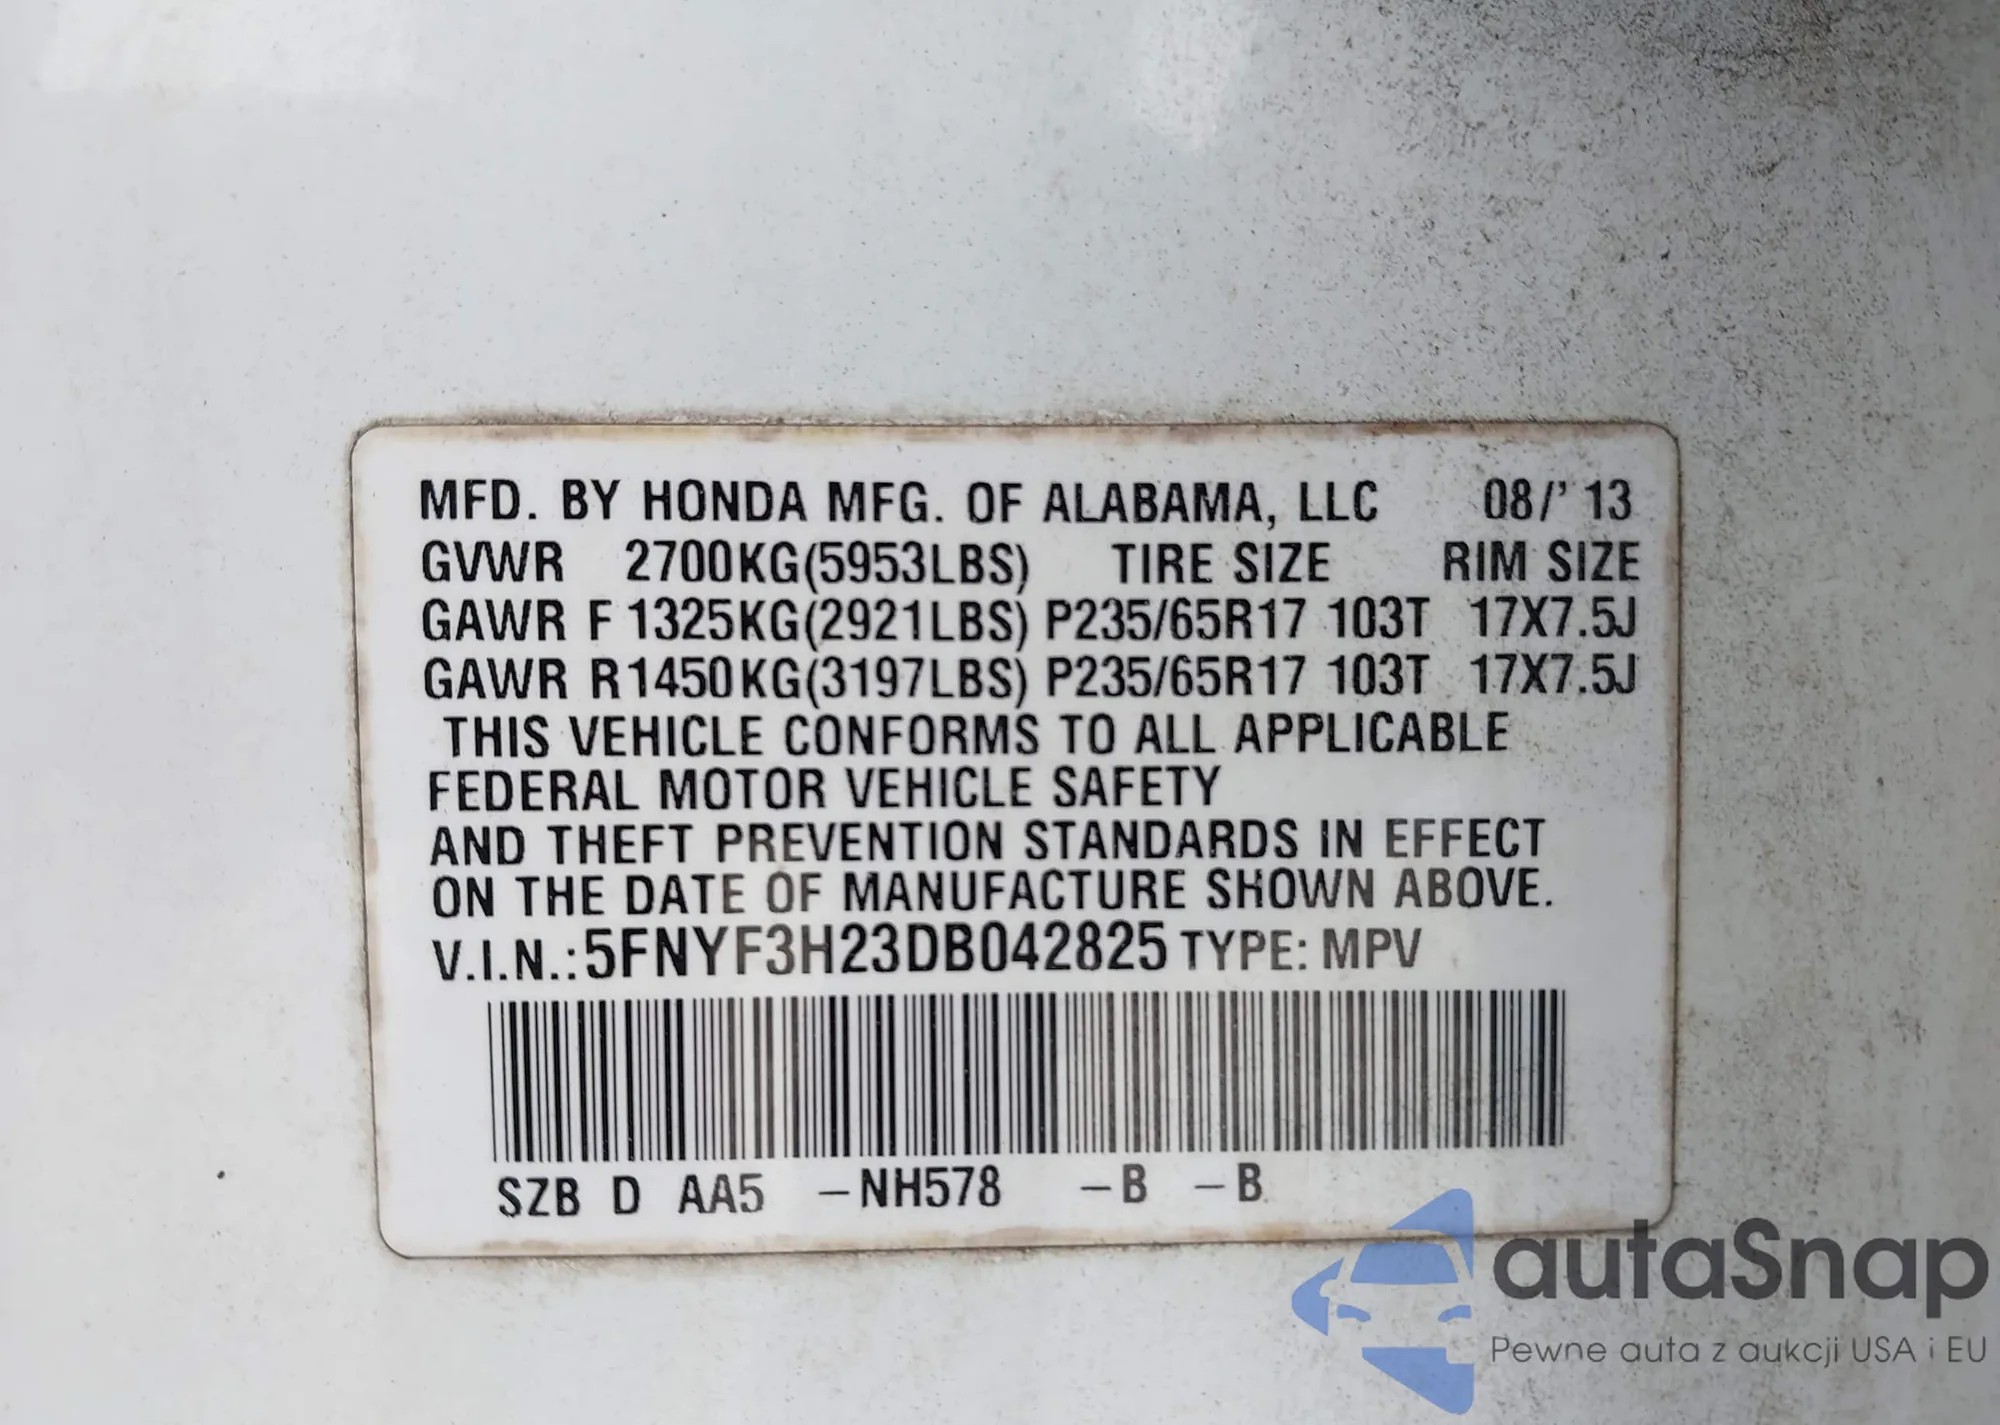 MFD. BY HONDA MFG. OF ALABAMA, LLC 08/' 13
GVWR 2700KG(5953LBS) TIRE SIZE RIM SIZE
GAWR F 1325KG(2921LBS) P235/65R17 103T 17X7.5J
GAWR R 1450KG(3197LBS) P235/65R17 103T 17X7.5J
THIS VEHICLE CONFORMS TO ALL APPLICABLE
FEDERAL MOTOR VEHICLE SAFETY
AND THEFT PREVENTION STANDARDS IN EFFECT
ON THE DATE OF MANUFACTURE SHOWN ABOVE.
V.I.N.: 5FNYF3H23DB042825 TYPE: MPV
SZB D AA5 –NH578 –B –B
autaSnap
Pewne auta z aukcji USA i EU